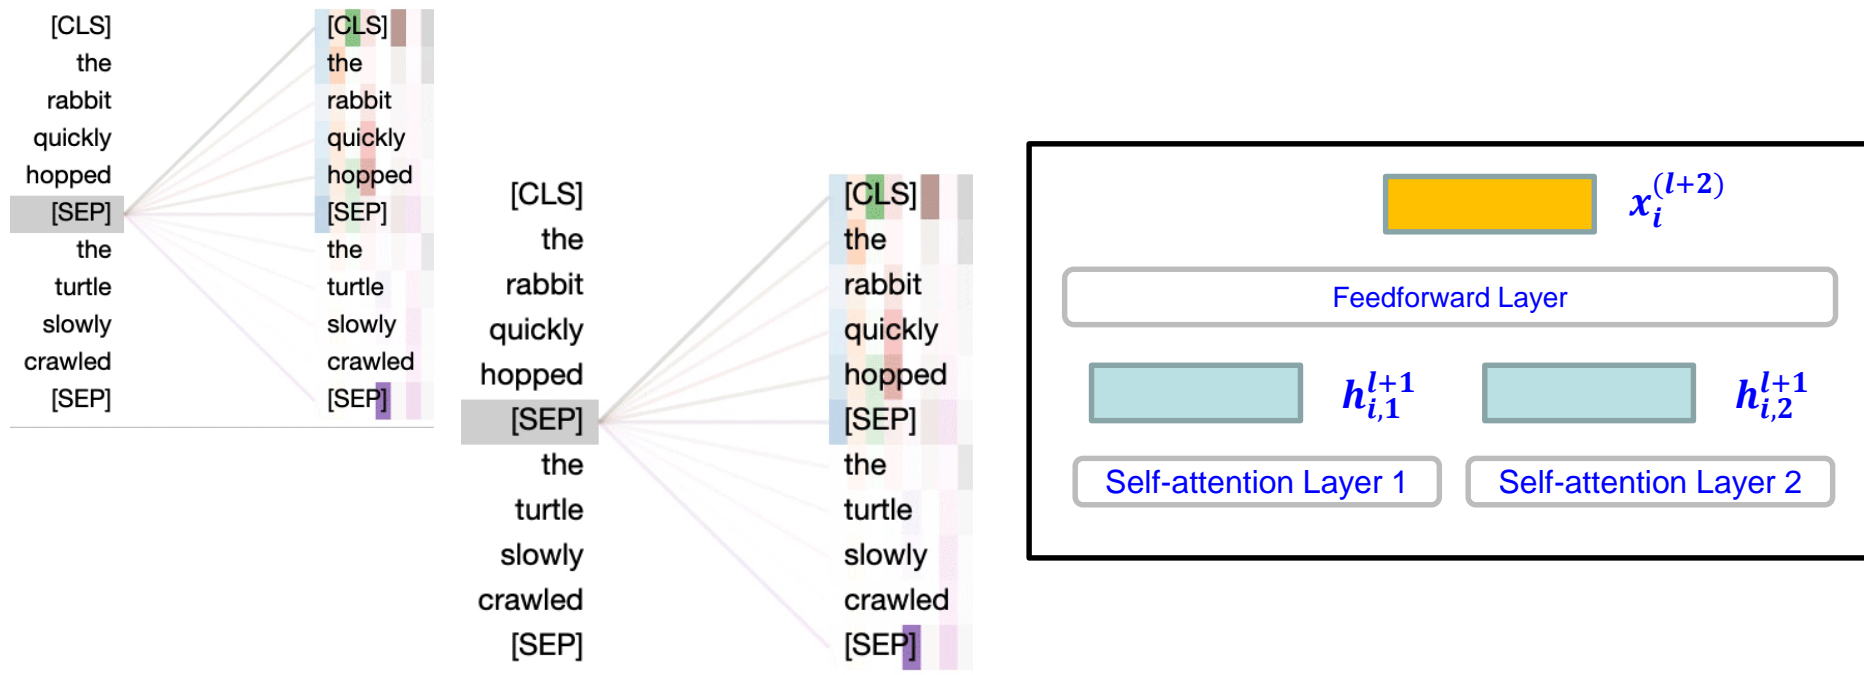 [CLS] [CLS]
the the
rabbit rabbit
quickly quickly
hopped hopped
[SEP] [SEP]
the the
turtle turtle
slowly slowly
crawled crawled
[SEP] [SEP]
[CLS] [CLS]
the the
rabbit rabbit
quickly quickly
hopped hopped
[SEP] [SEP]
the the
turtle turtle
slowly slowly
crawled crawled
[SEP] [SEP]
x_i^{(l+2)}
Feedforward Layer
h_{i,1}^{l+1} h_{i,2}^{l+1}
Self-attention Layer 1 Self-attention Layer 2